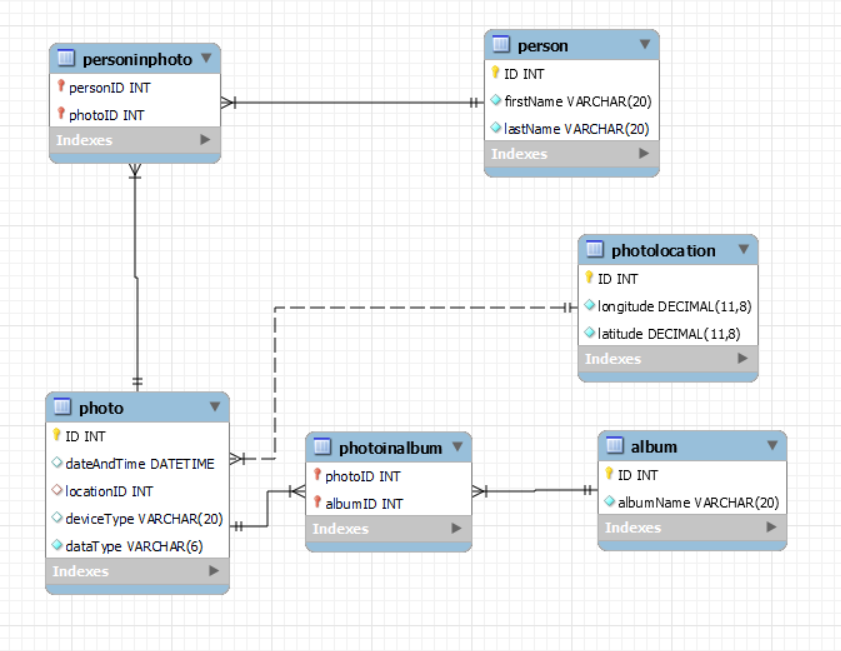 personinphoto
personID INT
photoID INT
Indexes
person
ID INT
firstName VARCHAR(20)
lastName VARCHAR(20)
Indexes
photolocation
ID INT
longitude DECIMAL(11,8)
latitude DECIMAL(11,8)
Indexes
photo
ID INT
dateAndTime DATETIME
locationID INT
deviceType VARCHAR(20)
dataType VARCHAR(6)
Indexes
photoinalbum
photoID INT
albumID INT
Indexes
album
ID INT
albumName VARCHAR(20)
Indexes